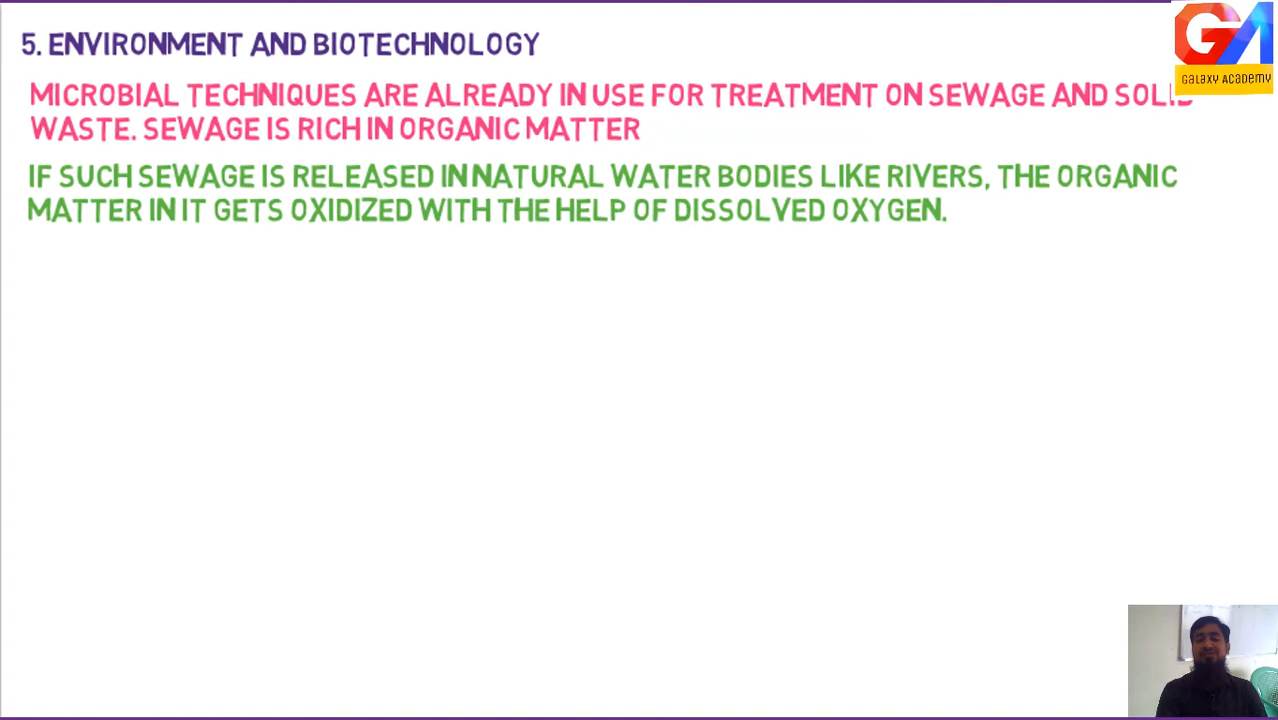 5. ENVIRONMENT AND BIOTECHNOLOGY
MICROBIAL TECHNIQUES ARE ALREADY IN USE FOR TREATMENT ON SEWAGE AND SOLID
WASTE. SEWAGE IS RICH IN ORGANIC MATTER
IF SUCH SEWAGE IS RELEASED IN NATURAL WATER BODIES LIKE RIVERS, THE ORGANIC
MATTER IN IT GETS OXIDIZED WITH THE HELP OF DISSOLVED OXYGEN.
GA
GALAXY ACADEMY